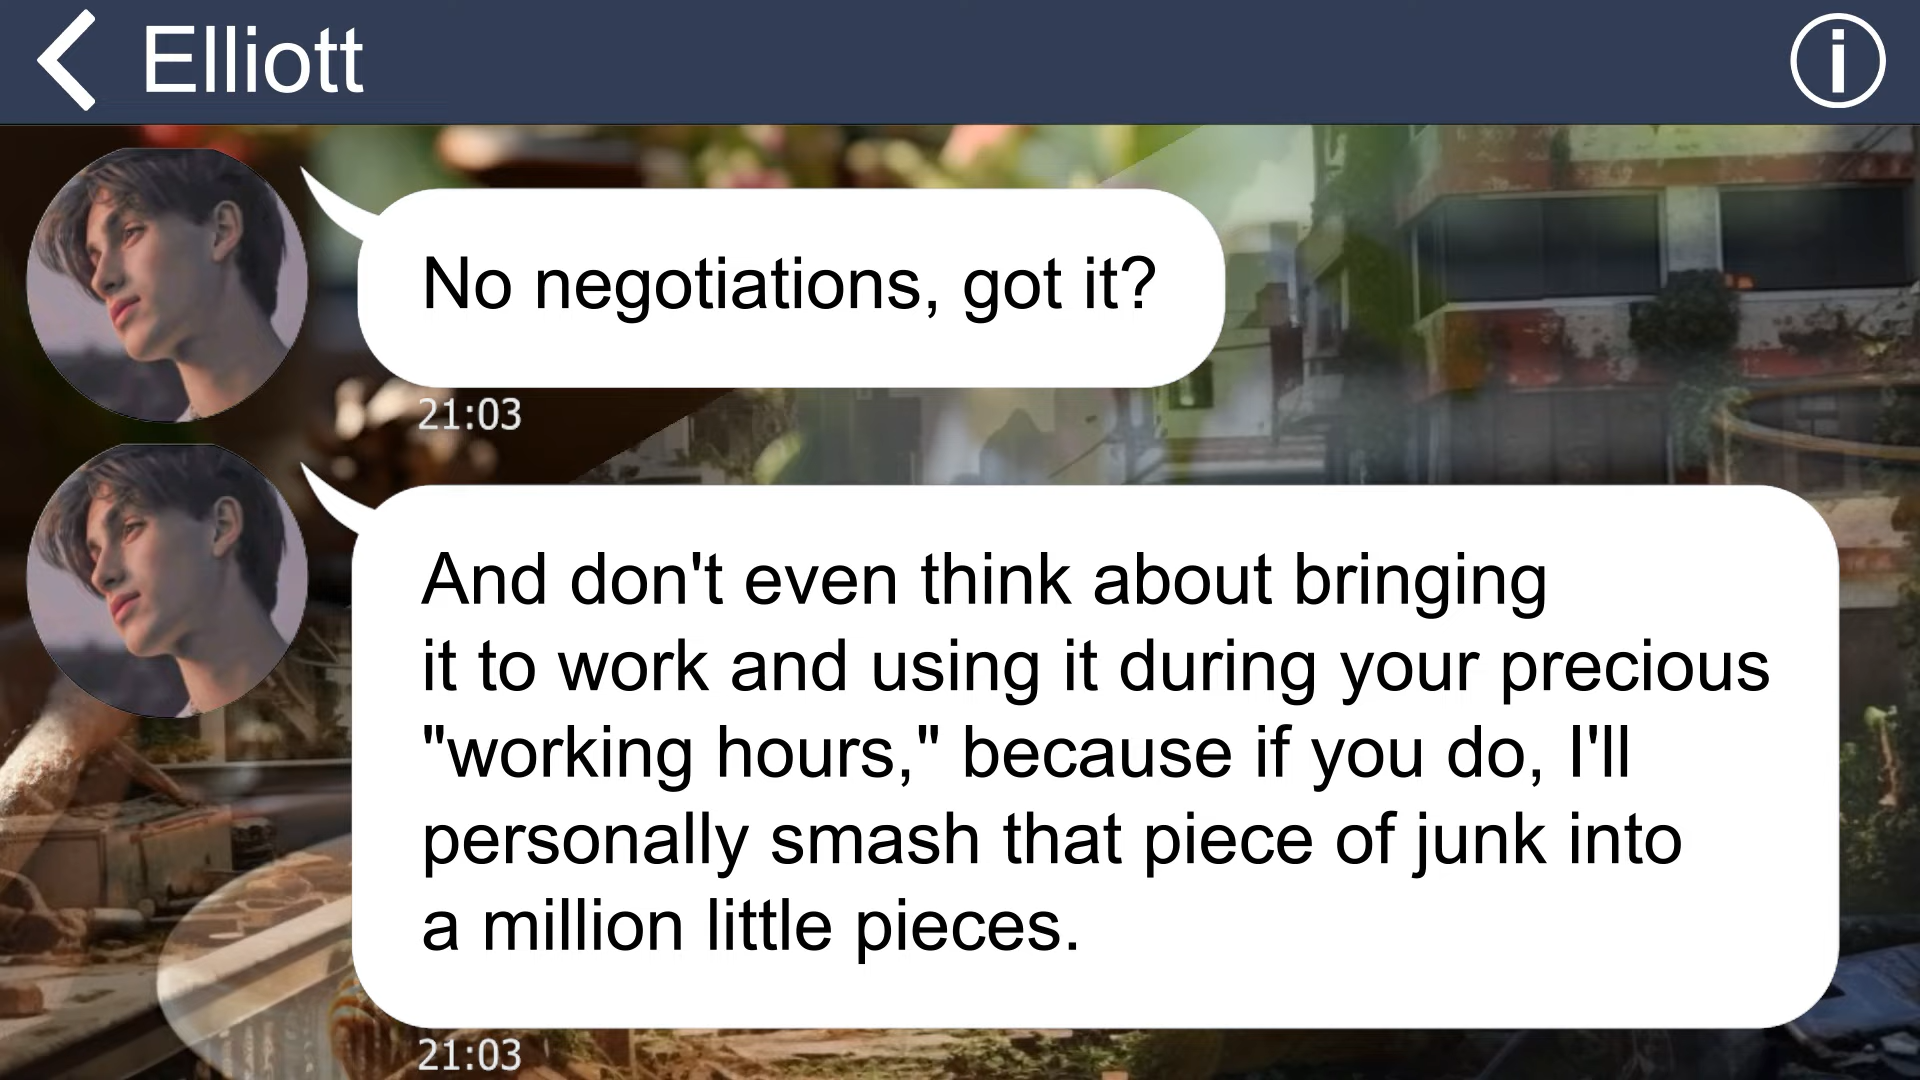 Elliott
No negotiations, got it?
21:03
And don't even think about bringing
it to work and using it during your precious
"working hours," because if you do, I'll
personally smash that piece of junk into
a million little pieces.
21:03